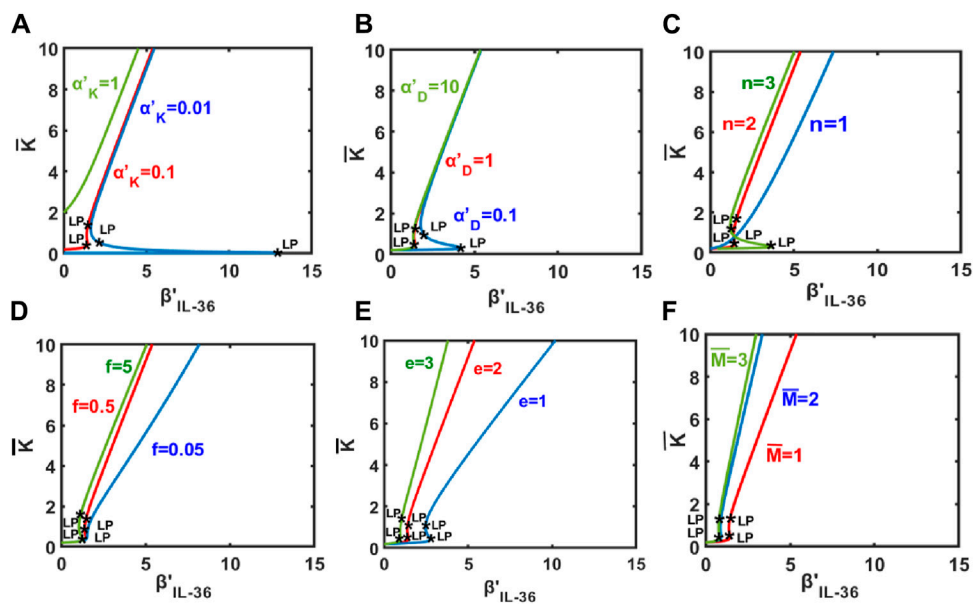 A
10
8
6
4
2
0
K
α'K=1
α'K=0.01
α'K=0.1
LP
LP
LP
0 5 10 15
β'IL-36
B
10
8
6
4
2
0
K
α'D=10
α'D=1
α'D=0.1
LP
LP
LP
LP
0 5 10 15
β'IL-36
C
10
8
6
4
2
0
K
n=3
n=2
n=1
LP
LP
LP
LP
0 5 10 15
β'IL-36
D
10
8
6
4
2
0
K
f=5
f=0.5
f=0.05
LP
LP
LP
LP
0 5 10 15
β'IL-36
E
10
8
6
4
2
0
K
e=3
e=2
e=1
LP LP LP
LP LP LP
0 5 10 15
β'IL-36
F
10
8
6
4
2
0
K
M=3
M=2
M=1
LP LP
LP LP
0 5 10 15
β'IL-36